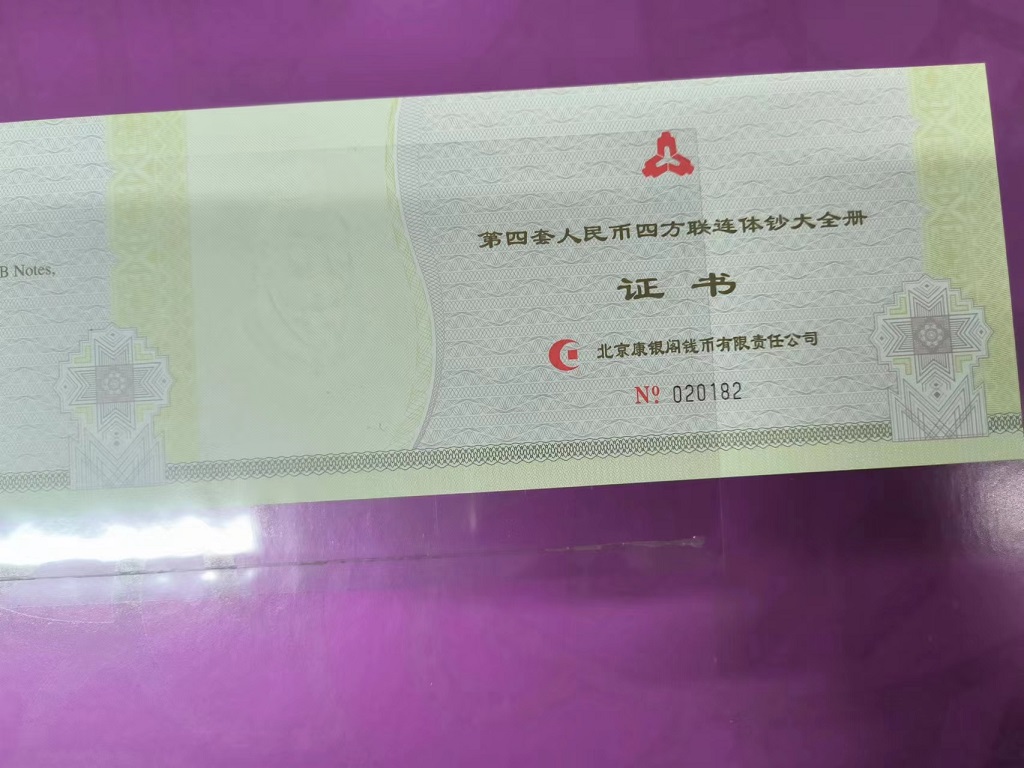 B Notes,
第四套人民币四方联连体钞大全册
证书
北京康银阁钱币有限责任公司
Nº 020182